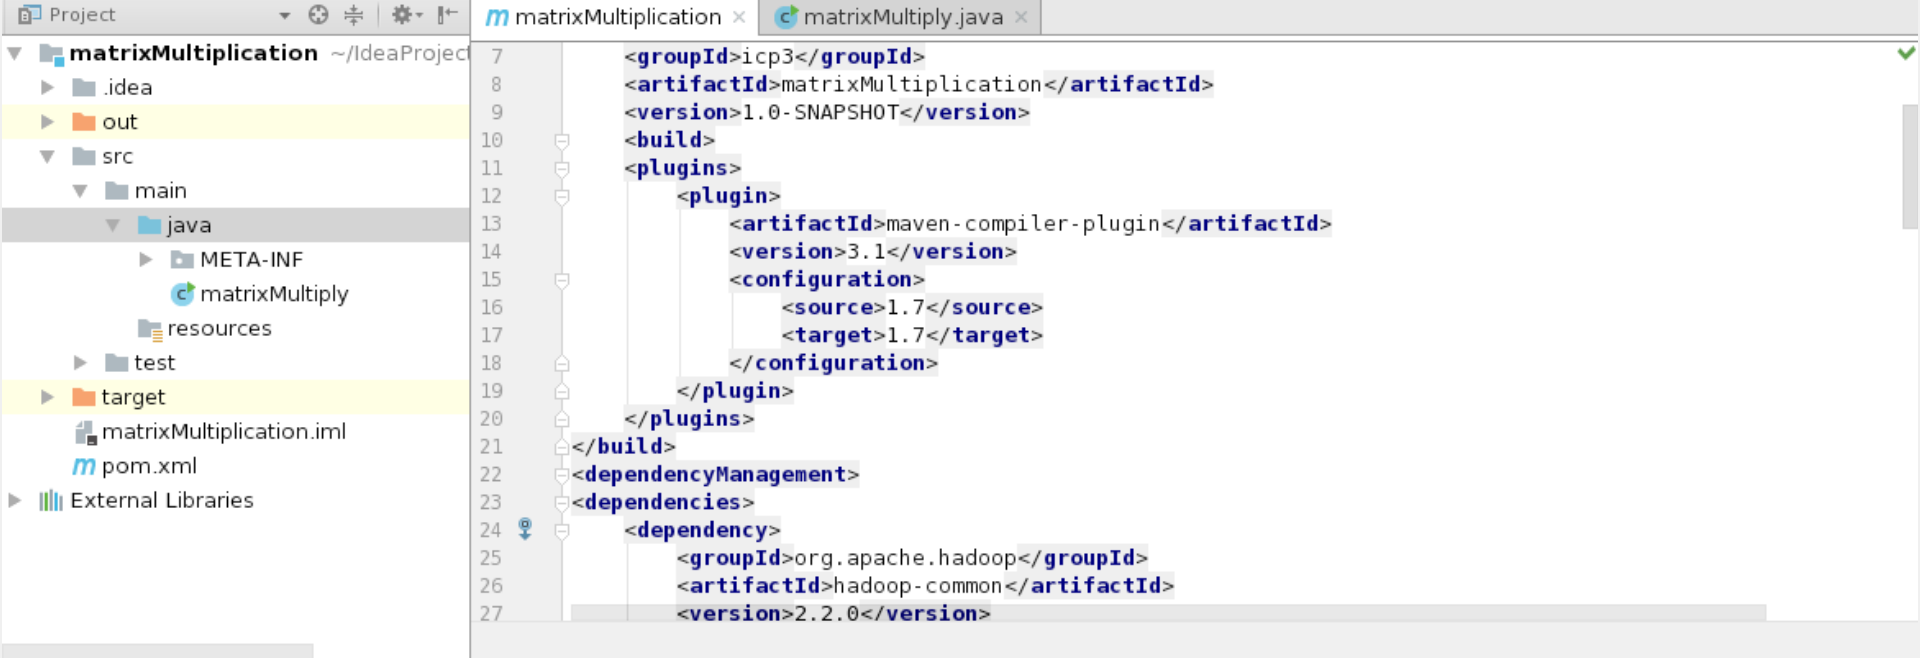 Project
matrixMultiplication ~/IdeaProject
.idea
out
src
main
java
META-INF
matrixMultiply
resources
test
target
matrixMultiplication.iml
pom.xml
External Libraries
matrixMultiplication
matrixMultiply.java
7 <groupId>icp3</groupId>
8 <artifactId>matrixMultiplication</artifactId>
9 <version>1.0-SNAPSHOT</version>
10 <build>
11 <plugins>
12 <plugin>
13 <artifactId>maven-compiler-plugin</artifactId>
14 <version>3.1</version>
15 <configuration>
16 <source>1.7</source>
17 <target>1.7</target>
18 </configuration>
19 </plugin>
20 </plugins>
21 </build>
22 <dependencyManagement>
23 <dependencies>
24 <dependency>
25 <groupId>org.apache.hadoop</groupId>
26 <artifactId>hadoop-common</artifactId>
27 <version>2.2.0</version>